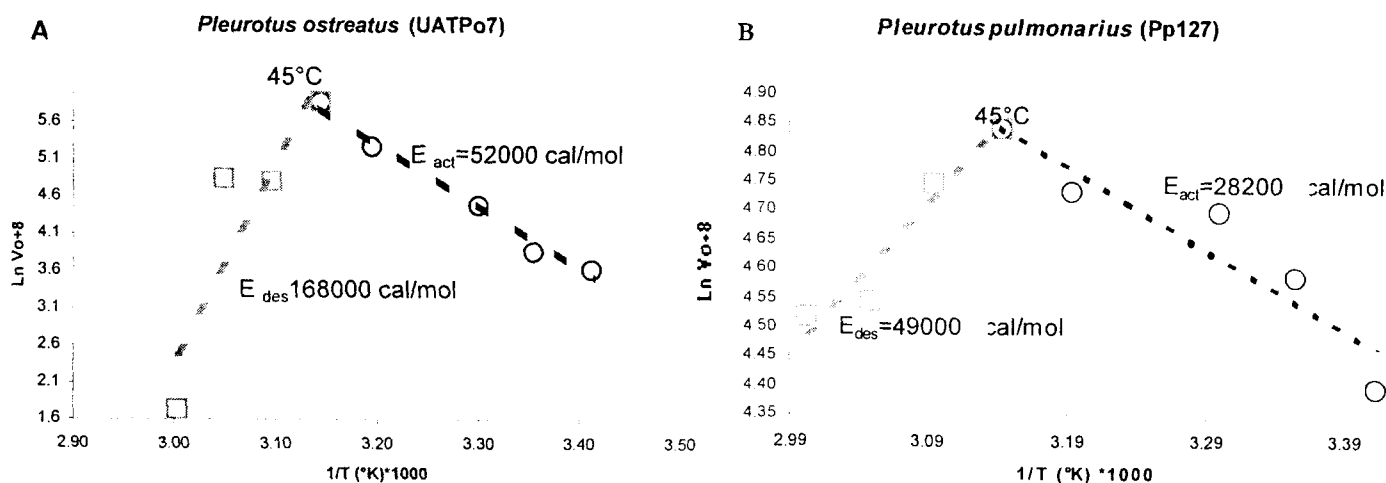 A
Pleurotus ostreatus (UATPo7)
45°C
5.6
5.1
4.6
4.1
3.6
3.1
2.6
2.1
1.6
Ln Vo+8
E act=52000 cal/mol
E des 168000 cal/mol
2.90
3.00
3.10
3.20
3.30
3.40
3.50
1/T (°K)*1000
B
Pleurotus pulmonarius (Pp127)
45°C
4.90
4.85
4.80
4.75
4.70
4.65
4.60
4.55
4.50
4.45
4.40
4.35
Ln Vo+8
Eact=28200 cal/mol
Edes=49000 cal/mol
2.99
3.09
3.19
3.29
3.39
1/T (°K) *1000